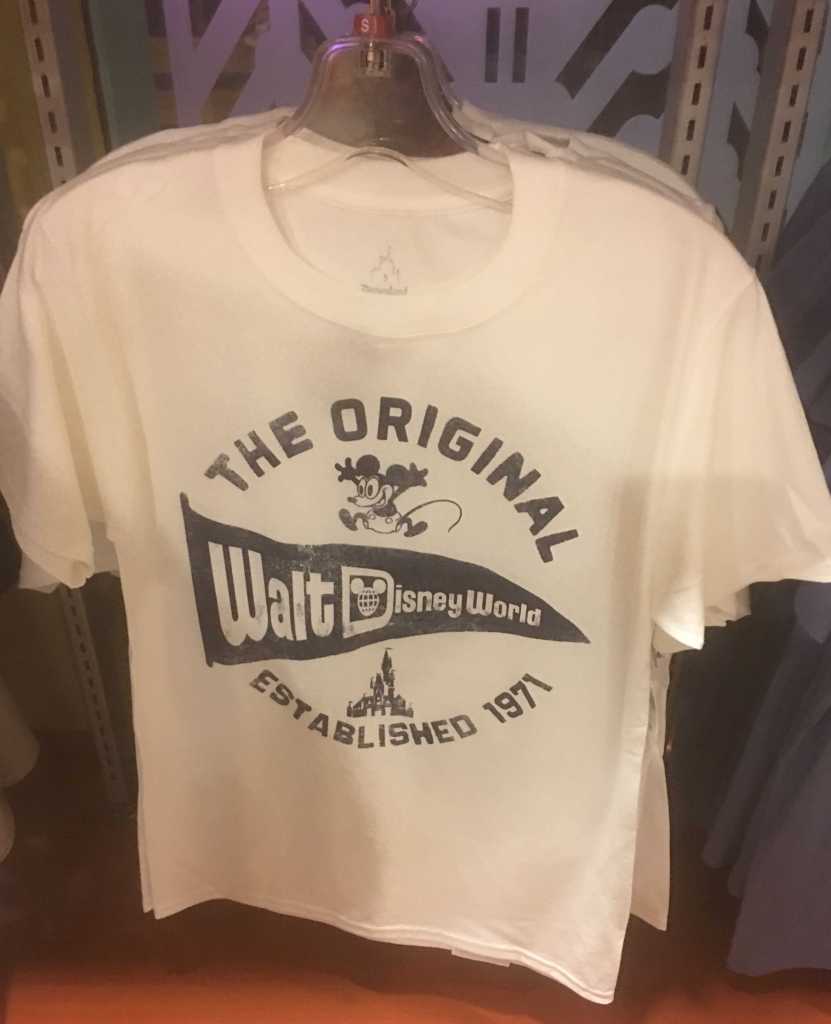 S
THE ORIGINAL
Walt Disney World
ESTABLISHED 1971